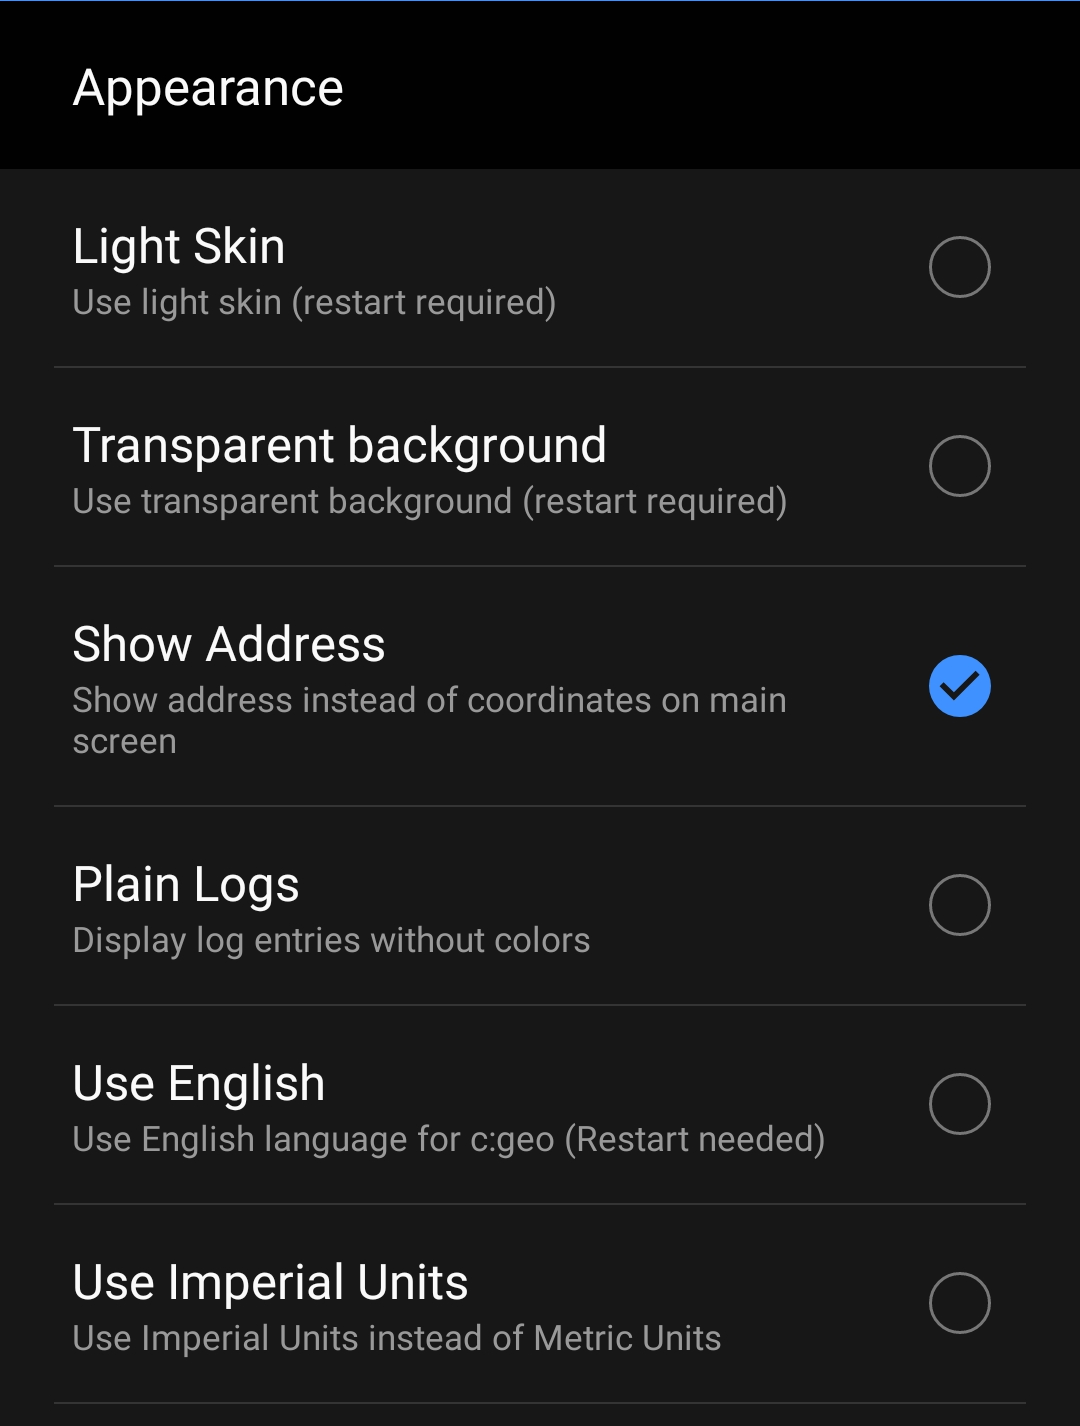 Appearance
Light Skin
Use light skin (restart required)
Transparent background
Use transparent background (restart required)
Show Address
Show address instead of coordinates on main
screen
Plain Logs
Display log entries without colors
Use English
Use English language for c:geo (Restart needed)
Use Imperial Units
Use Imperial Units instead of Metric Units